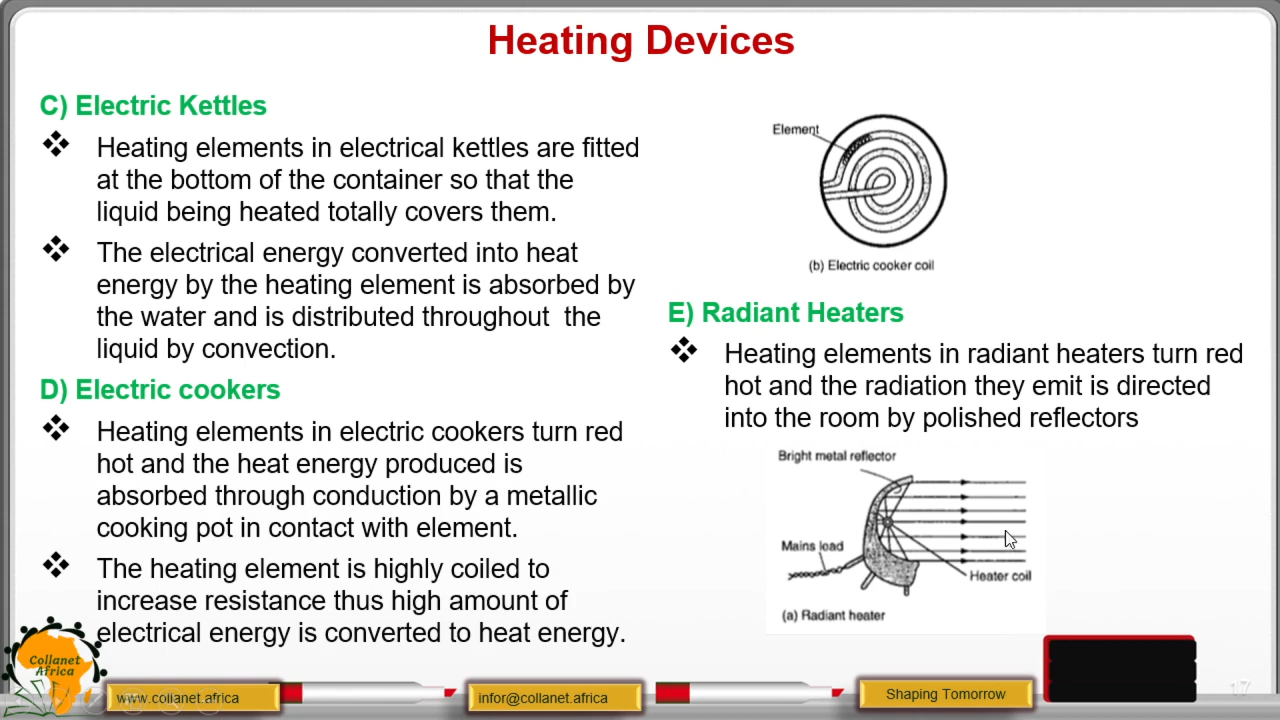 Heating Devices
C) Electric Kettles
❖ Heating elements in electrical kettles are fitted
at the bottom of the container so that the
liquid being heated totally covers them.
❖ The electrical energy converted into heat
energy by the heating element is absorbed by
the water and is distributed throughout the
liquid by convection.
D) Electric cookers
❖ Heating elements in electric cookers turn red
hot and the heat energy produced is
absorbed through conduction by a metallic
cooking pot in contact with element.
❖ The heating element is highly coiled to
increase resistance thus high amount of
electrical energy is converted to heat energy.
Element
(b) Electric cooker coil
E) Radiant Heaters
❖ Heating elements in radiant heaters turn red
hot and the radiation they emit is directed
into the room by polished reflectors
Bright metal reflector
Mains load
Heater coil
(a) Radiant heater
Collanet
Africa
www.collanet.africa
infor@collanet.africa
Shaping Tomorrow
17